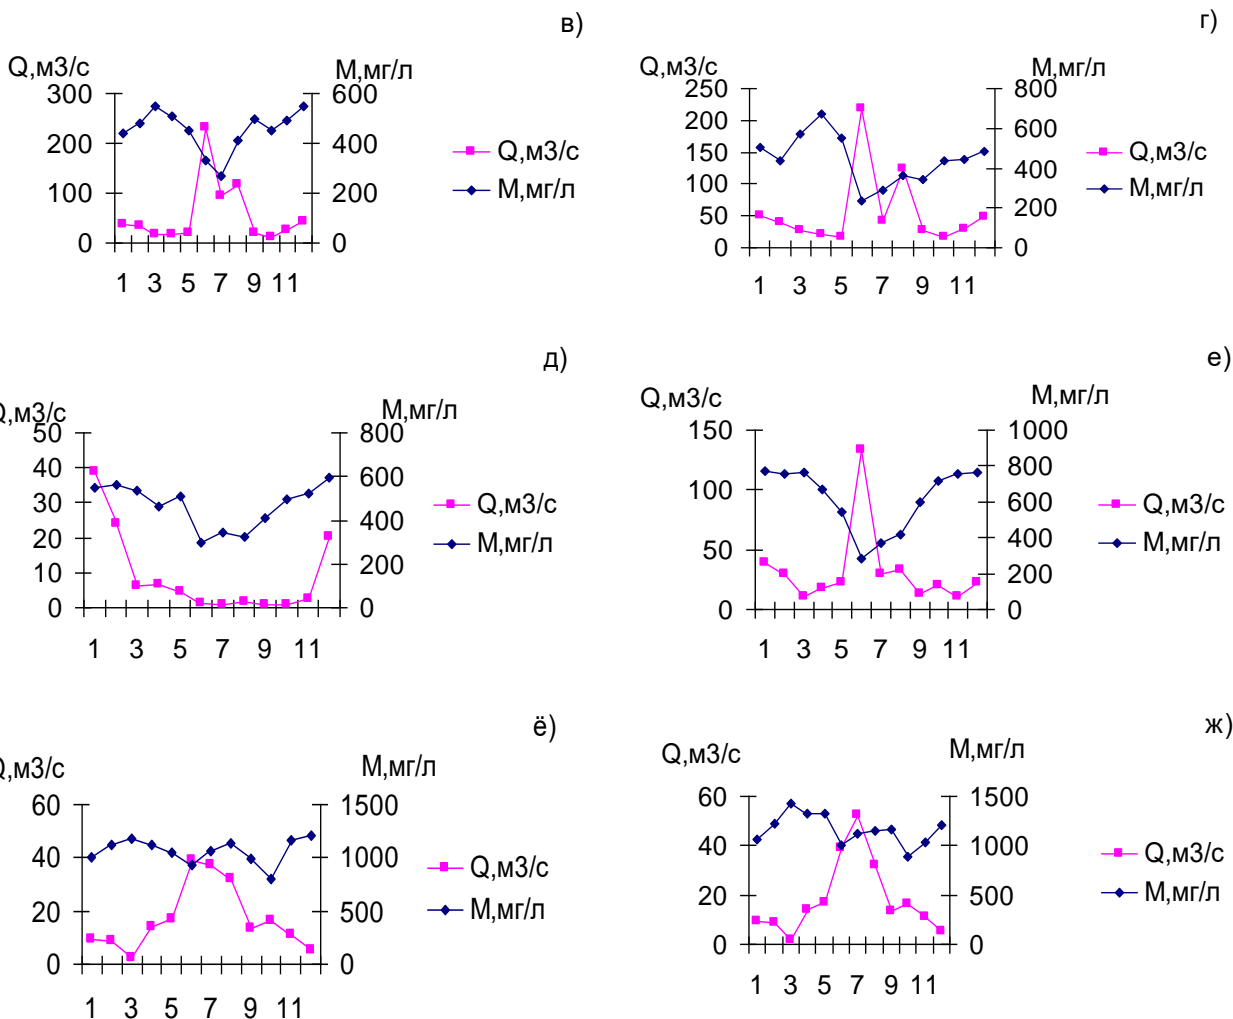 в)
Q,м3/с
М,мг/л
300
200
100
0
600
400
200
0
1 3 5 7 9 11
Q,м3/с
М,мг/л
г)
Q,м3/с
М,мг/л
250
200
150
100
50
0
800
600
400
200
0
1 3 5 7 9 11
Q,м3/с
М,мг/л
д)
Q,м3/с
М,мг/л
50
40
30
20
10
0
800
600
400
200
0
1 3 5 7 9 11
Q,м3/с
М,мг/л
е)
Q,м3/с
М,мг/л
150
100
50
0
1000
800
600
400
200
0
1 3 5 7 9 11
Q,м3/с
М,мг/л
ё)
Q,м3/с
М,мг/л
60
40
20
0
1500
1000
500
0
1 3 5 7 9 11
Q,м3/с
М,мг/л
ж)
Q,м3/с
М,мг/л
60
40
20
0
1500
1000
500
0
1 3 5 7 9 11
Q,м3/с
М,мг/л